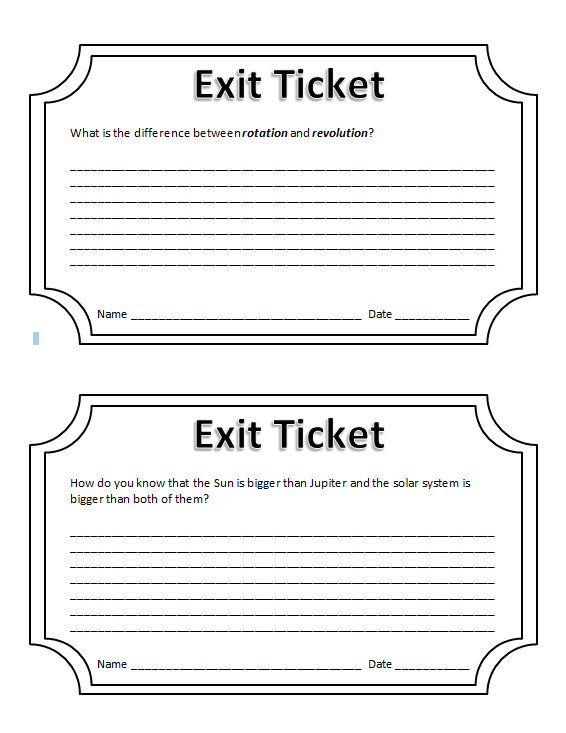 Exit Ticket
What is the difference between rotation and revolution?
Name ____________________________________ Date ___________
Exit Ticket
How do you know that the Sun is bigger than Jupiter and the solar system is
bigger than both of them?
Name ____________________________________ Date ___________